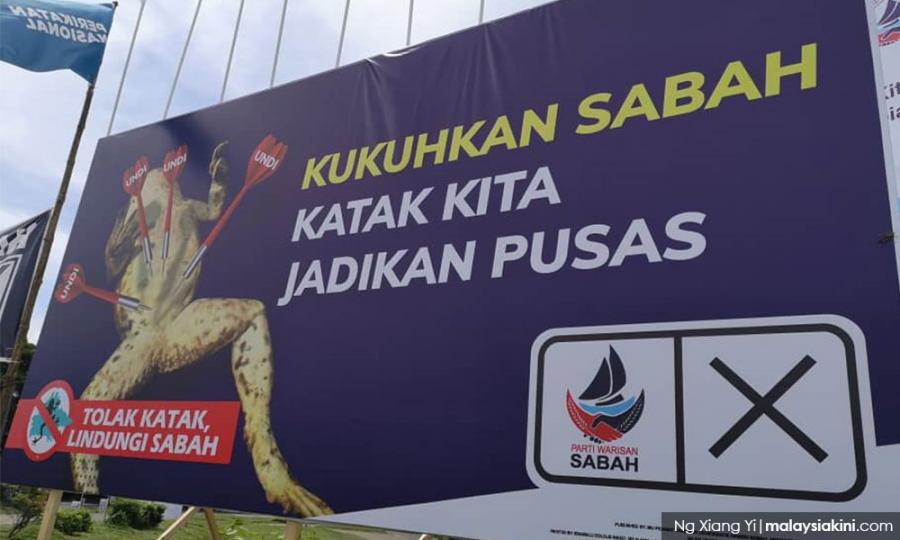 PERIKATAN
NASIONAL
UNDI
UNDI
UNDI
UNDI
KUKUHKAN SABAH
KATAK KITA
JADIKAN PUSAS
TOLAK KATAK,
LINDUNGI SABAH
PARTI WARISAN
SABAH
Ng Xiang Yi | malaysiakini.com